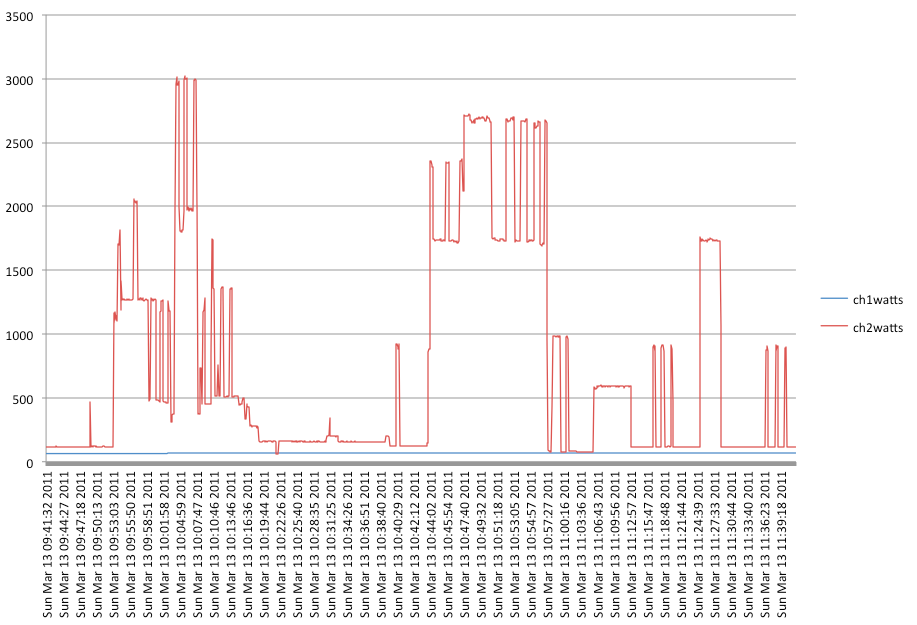 3500
3000
2500
2000
1500
1000
500
0
ch1watts
ch2watts
Sun Mar 13 09:41:32 2011
Sun Mar 13 09:44:27 2011
Sun Mar 13 09:47:18 2011
Sun Mar 13 09:50:13 2011
Sun Mar 13 09:53:03 2011
Sun Mar 13 09:55:50 2011
Sun Mar 13 09:58:51 2011
Sun Mar 13 10:01:58 2011
Sun Mar 13 10:04:59 2011
Sun Mar 13 10:07:47 2011
Sun Mar 13 10:10:46 2011
Sun Mar 13 10:13:46 2011
Sun Mar 13 10:16:36 2011
Sun Mar 13 10:19:44 2011
Sun Mar 13 10:22:26 2011
Sun Mar 13 10:25:40 2011
Sun Mar 13 10:28:35 2011
Sun Mar 13 10:31:25 2011
Sun Mar 13 10:34:26 2011
Sun Mar 13 10:36:51 2011
Sun Mar 13 10:38:40 2011
Sun Mar 13 10:40:29 2011
Sun Mar 13 10:42:12 2011
Sun Mar 13 10:44:02 2011
Sun Mar 13 10:45:54 2011
Sun Mar 13 10:47:40 2011
Sun Mar 13 10:49:32 2011
Sun Mar 13 10:51:18 2011
Sun Mar 13 10:53:05 2011
Sun Mar 13 10:54:57 2011
Sun Mar 13 10:57:27 2011
Sun Mar 13 11:00:16 2011
Sun Mar 13 11:03:36 2011
Sun Mar 13 11:06:43 2011
Sun Mar 13 11:09:56 2011
Sun Mar 13 11:12:57 2011
Sun Mar 13 11:15:47 2011
Sun Mar 13 11:18:48 2011
Sun Mar 13 11:21:44 2011
Sun Mar 13 11:24:39 2011
Sun Mar 13 11:27:33 2011
Sun Mar 13 11:30:44 2011
Sun Mar 13 11:33:40 2011
Sun Mar 13 11:36:23 2011
Sun Mar 13 11:39:18 2011